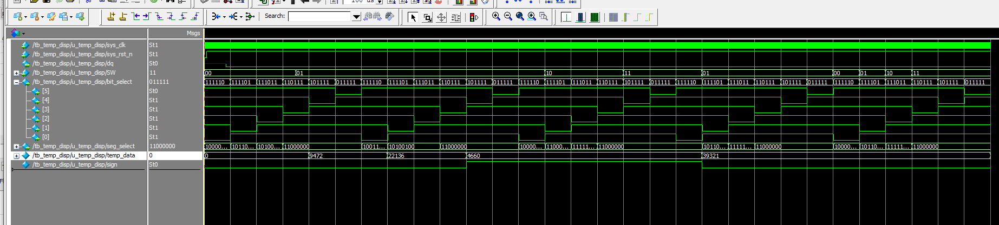 100 us
Search:
Msgs
/tb_temp_disp/u_temp_disp/sys_clk St1
/tb_temp_disp/u_temp_disp/sys_rst_n St1
/tb_temp_disp/u_temp_disp/dq St0
/tb_temp_disp/u_temp_disp/SW 11 00 01 10 11 01 00 01 10 11
/tb_temp_disp/u_temp_disp/bit_select 011111 111110 111101 111011 110111 101111 011111 111110 111101 111011 110111 101111 011111 111110 111101 111011 110111 101111 011111 111110 111101 111011 110111 101111 011111 111110 111101 111011 110111 101111 011111
[5] St0
[4] St1
[3] St1
[2] St1
[1] St1
[0] St1
/tb_temp_disp/u_temp_disp/seg_select 11000000 10000... 10110... 10100... 11000000 10011... 10100100 11000000 10000... 11000... 11111... 11000000 10110... 11111... 11000000 10000... 10110... 11111... 11000000
/tb_temp_disp/u_temp_disp/temp_data 0 0 9472 22136 4660 39321
/tb_temp_disp/u_temp_disp/sign St0